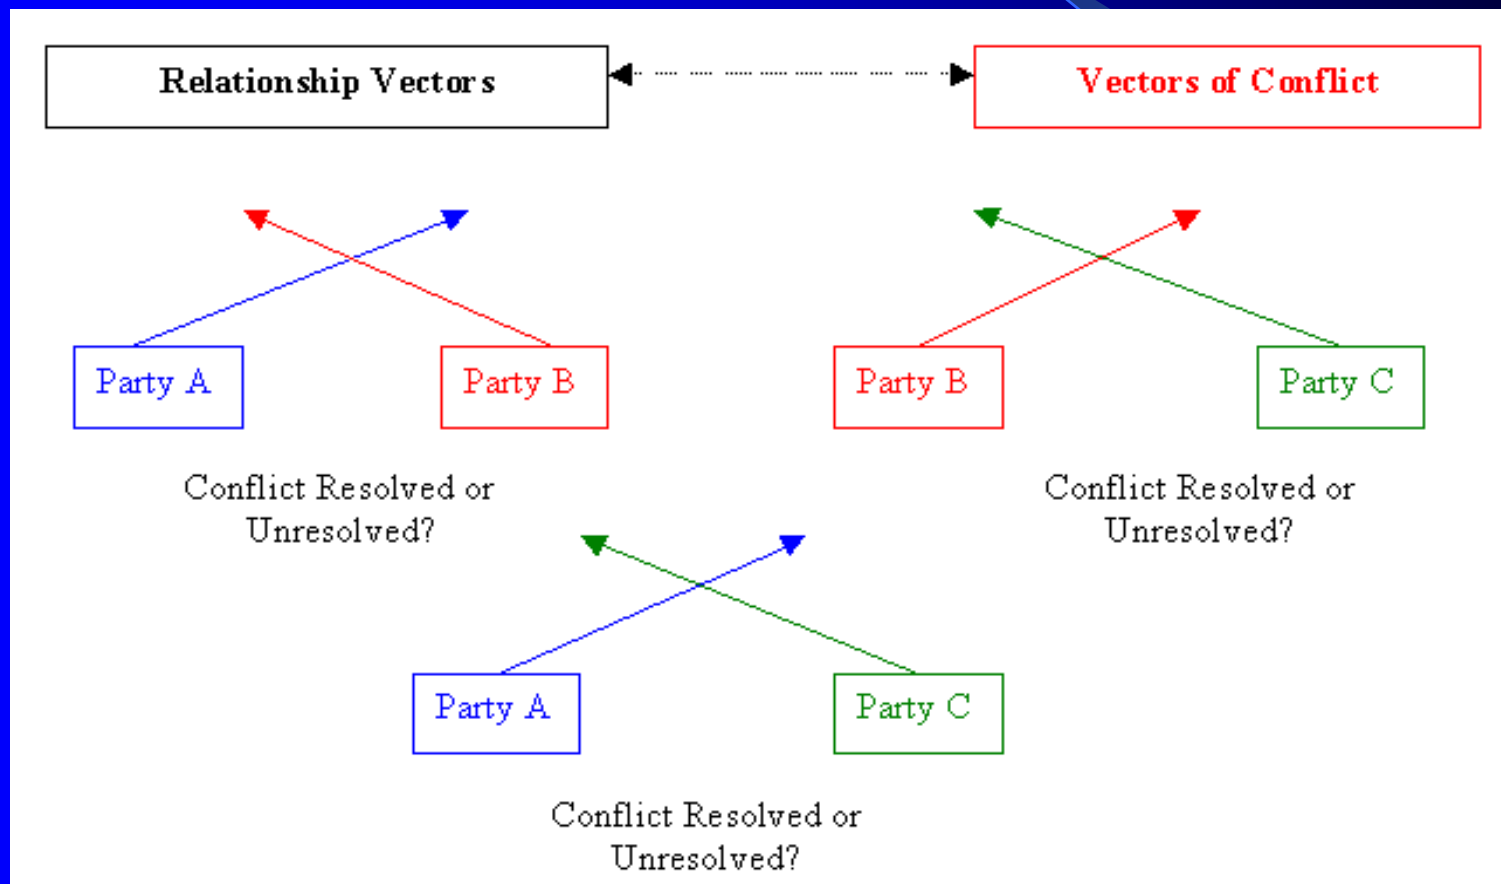 Relationship Vectors
Vectors of Conflict
Party A
Party B
Party B
Party C
Conflict Resolved or
Unresolved?
Conflict Resolved or
Unresolved?
Party A
Party C
Conflict Resolved or
Unresolved?